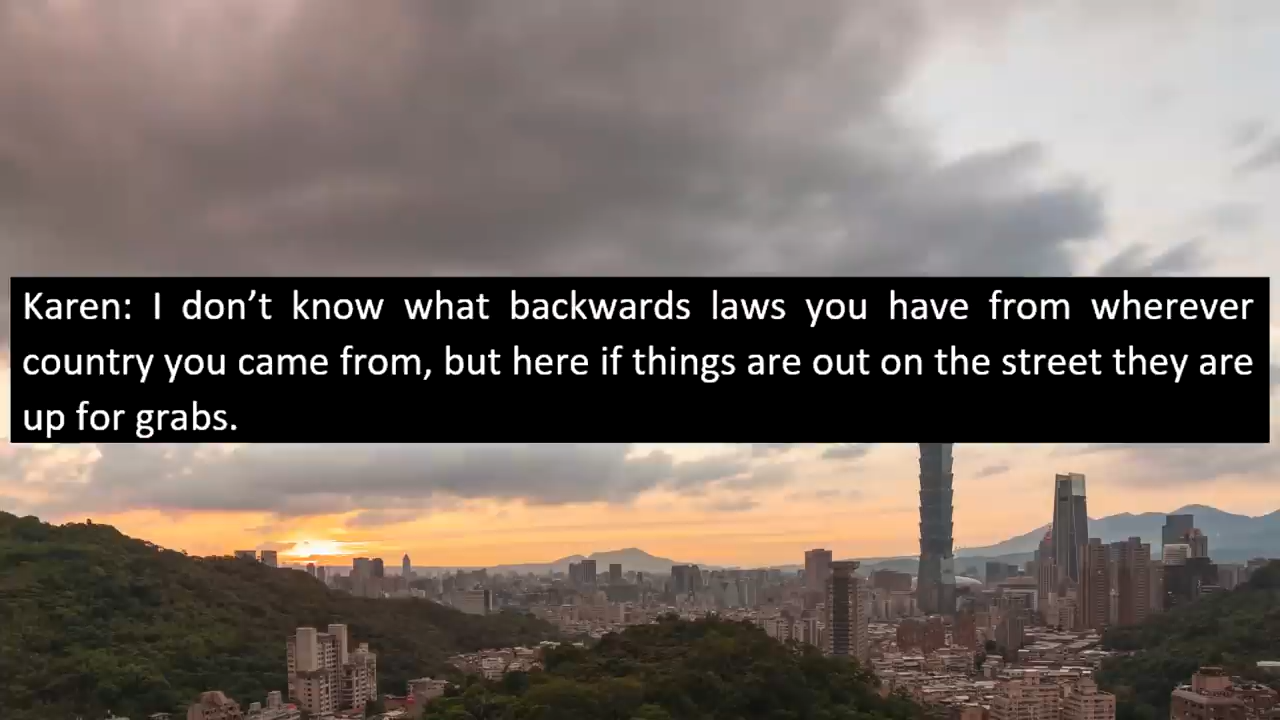 Karen: I don’t know what backwards laws you have from wherever
country you came from, but here if things are out on the street they are
up for grabs.